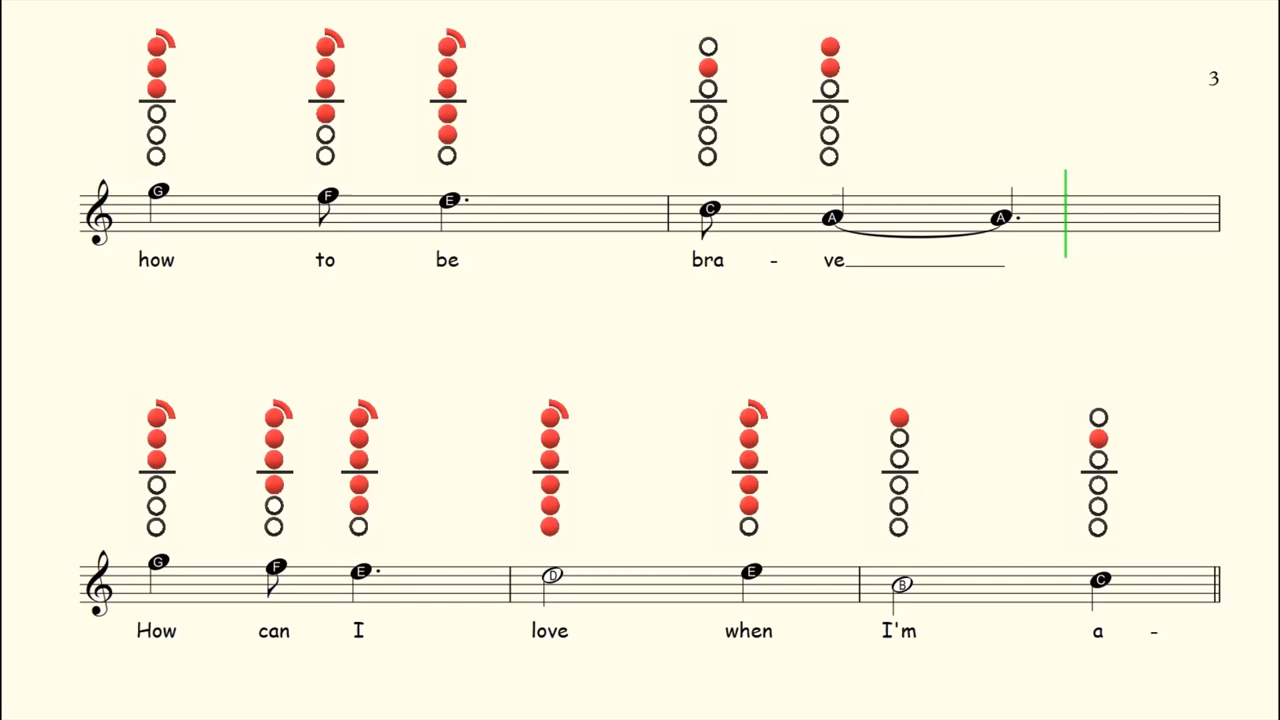 3
G F E C A A
how to be bra - ve
G F E D E B C
How can I love when I'm a -